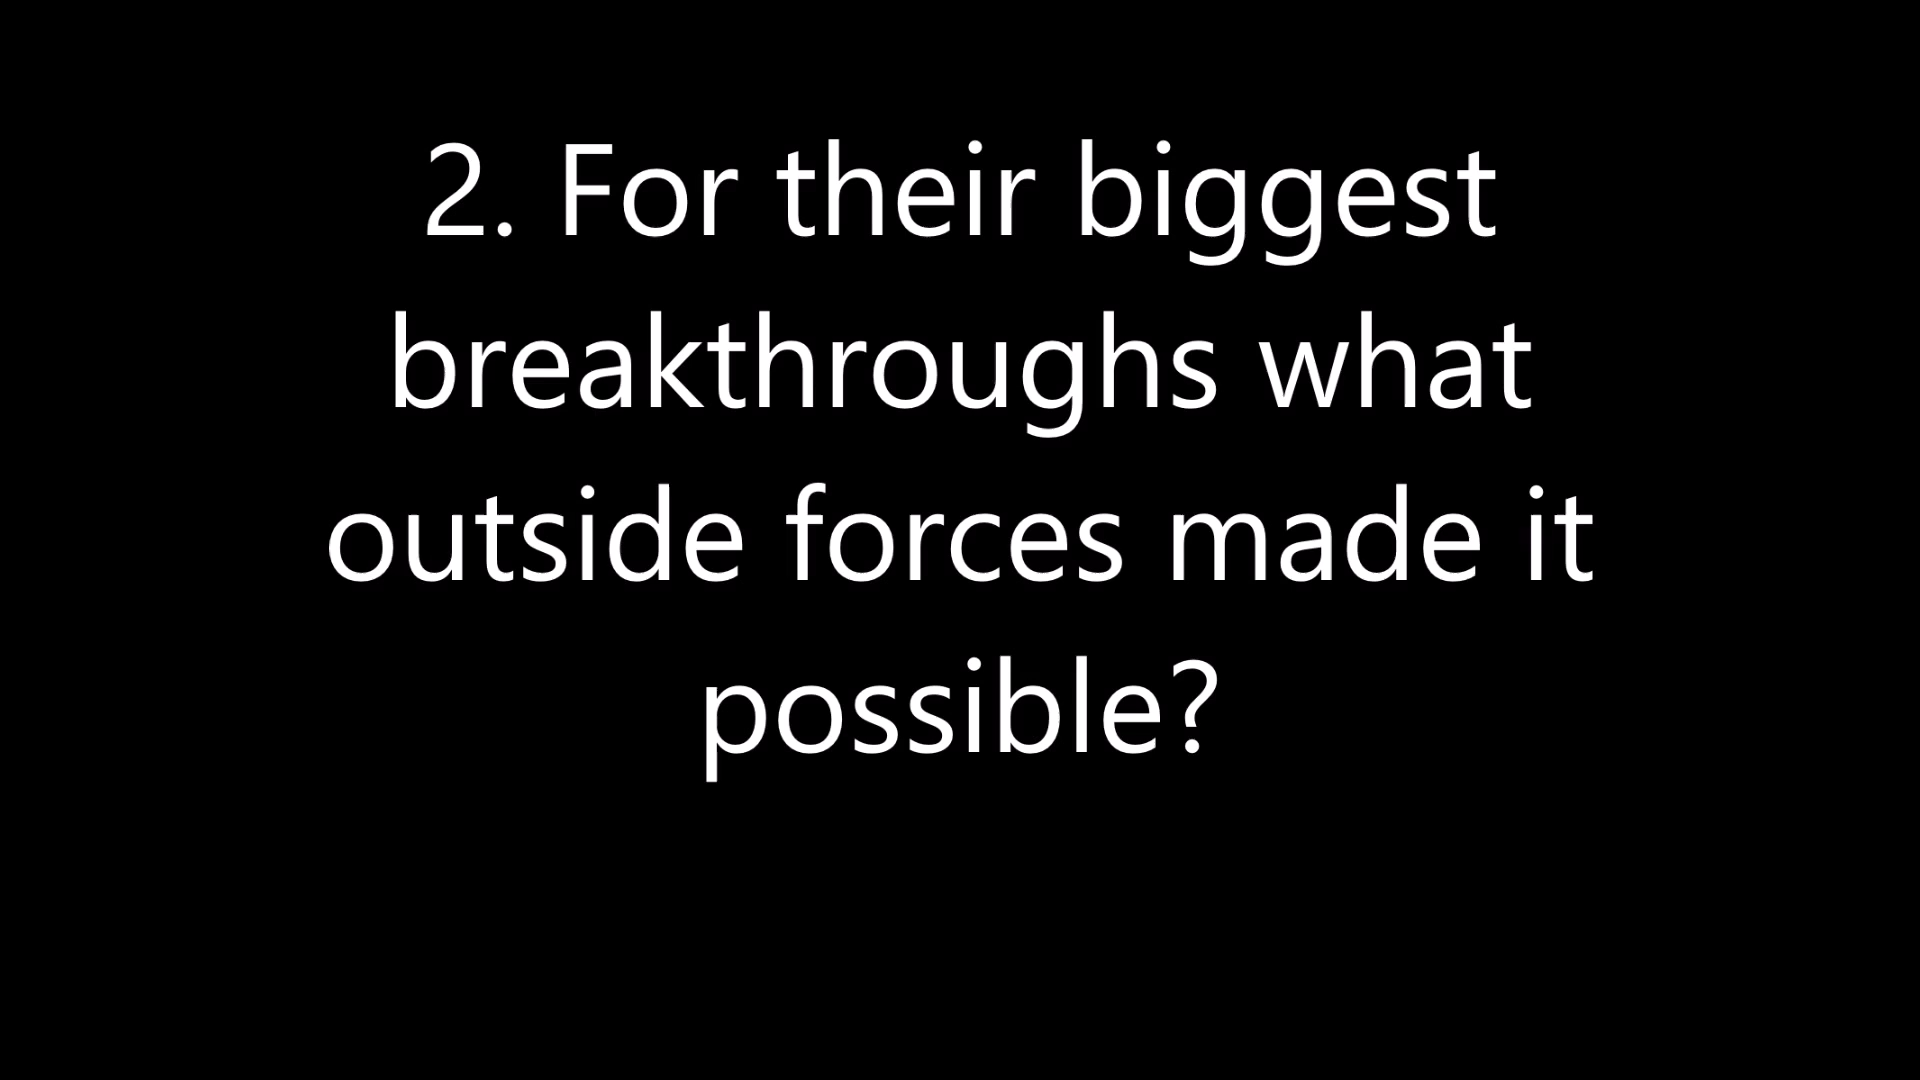 2. For their biggest
breakthroughs what
outside forces made it
possible?